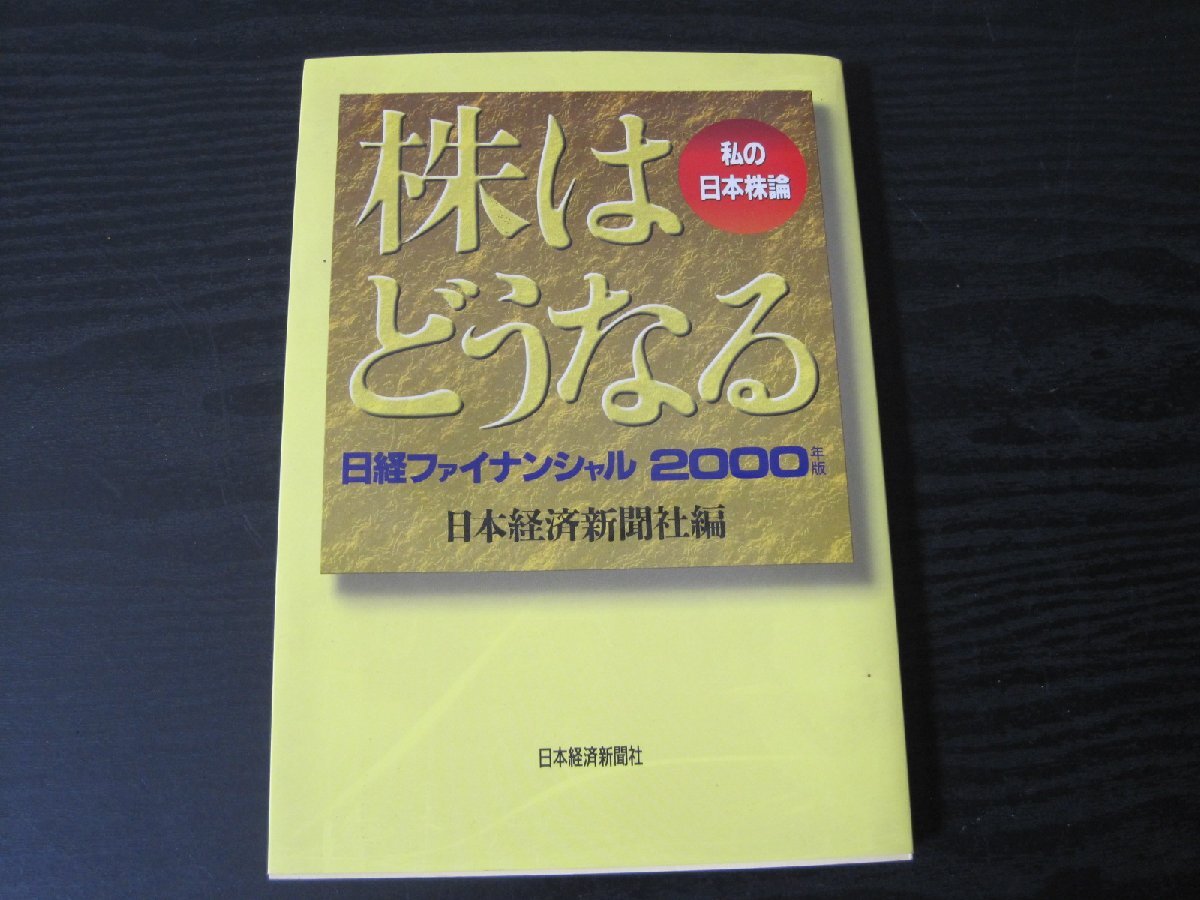 株は
私の
日本株論
どうなる
日経ファイナンシャル 2000年版
日本経済新聞社編
日本経済新聞社